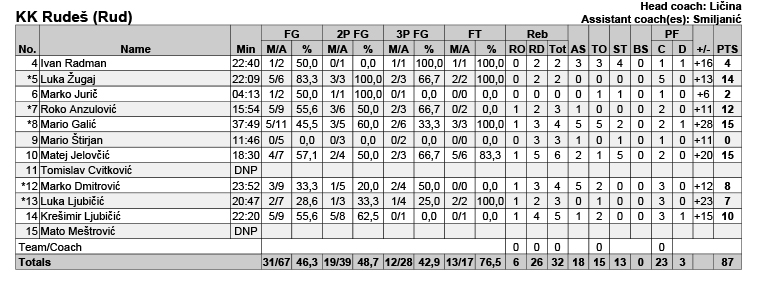 KK Rudeš (Rud)
Head coach: Ličina
Assistant coach(es): Smiljanić
FG 2P FG 3P FG FT Reb PF
No. Name Min M/A % M/A % M/A % M/A % RO RD Tot AS TO ST BS C D +/- PTS
4 Ivan Radman 22:40 1/2 50,0 0/1 0,0 1/1 100,0 1/1 100,0 0 2 2 3 3 4 0 1 1 +16 4
*5 Luka Žugaj 22:09 5/6 83,3 3/3 100,0 2/3 66,7 2/2 100,0 0 0 0 0 0 0 0 5 0 +13 14
6 Marko Jurič 04:13 1/2 50,0 1/1 100,0 0/1 0,0 0/0 0,0 0 0 0 0 1 1 0 1 0 +6 2
*7 Roko Anzulović 15:54 5/9 55,6 3/6 50,0 2/3 66,7 0/2 0,0 1 2 3 1 0 0 0 2 0 +11 12
*8 Mario Galić 37:49 5/11 45,5 3/5 60,0 2/6 33,3 3/3 100,0 1 3 4 5 5 2 0 2 1 +28 15
9 Mario Štirjan 11:46 0/5 0,0 0/3 0,0 0/2 0,0 0/0 0,0 0 3 3 1 0 1 0 3 0 +11 0
10 Matej Jelovčić 18:30 4/7 57,1 2/4 50,0 2/3 66,7 5/6 83,3 1 5 6 2 1 5 0 2 0 +20 15
11 Tomislav Cvitković DNP
*12 Marko Dmitrović 23:52 3/9 33,3 1/5 20,0 2/4 50,0 0/0 0,0 1 3 4 5 2 0 0 3 0 +12 8
*13 Luka Ljubičić 20:47 2/7 28,6 1/3 33,3 1/4 25,0 2/2 100,0 1 2 3 0 1 0 0 3 0 +23 7
14 Krešimir Ljubičić 22:20 5/9 55,6 5/8 62,5 0/1 0,0 0/1 0,0 1 4 5 1 2 0 0 3 1 +15 10
15 Mato Meštrović DNP
Team/Coach 0 0 0 0 0
Totals 31/67 46,3 19/39 48,7 12/28 42,9 13/17 76,5 6 26 32 18 15 13 0 23 3 87